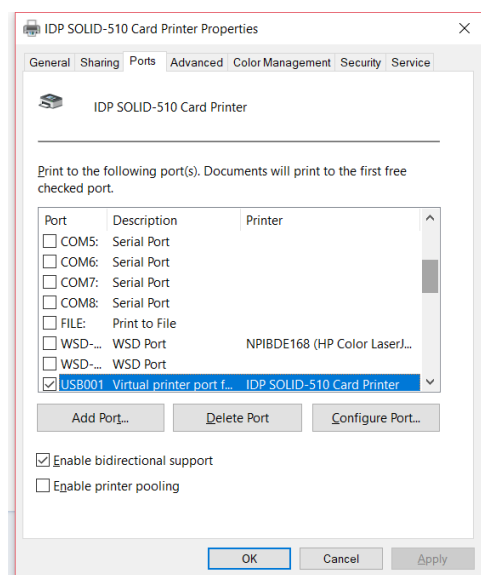 IDP SOLID-510 Card Printer Properties
General Sharing Ports Advanced Color Management Security Service
IDP SOLID-510 Card Printer
Print to the following port(s). Documents will print to the first free
checked port.
Port Description Printer
COM5: Serial Port
COM6: Serial Port
COM7: Serial Port
COM8: Serial Port
FILE: Print to File
WSD-... WSD Port NPIBDE168 (HP Color LaserJ...
WSD-... WSD Port
USB001 Virtual printer port f... IDP SOLID-510 Card Printer
Add Port... Delete Port Configure Port...
Enable bidirectional support
Enable printer pooling
OK Cancel Apply